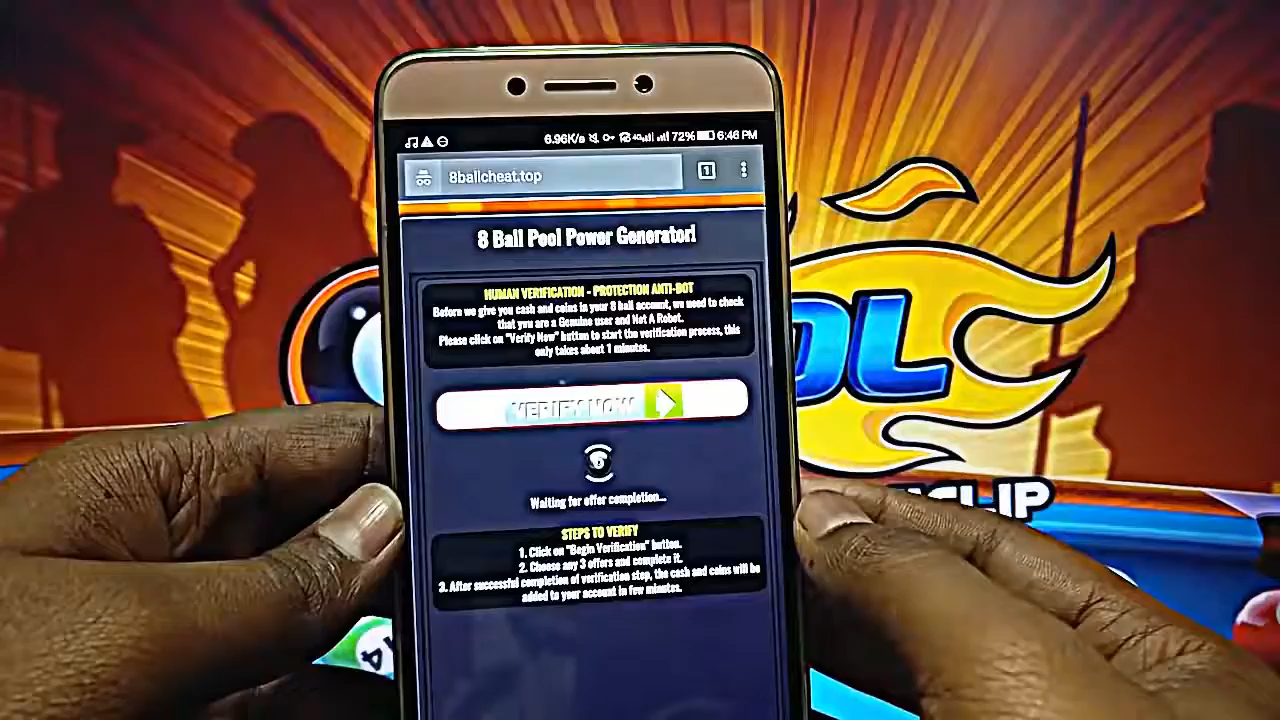 6.96K/s 72% 6:46 PM
8ballcheat.top
1
8 Ball Pool Power Generator!
HUMAN VERIFICATION - PROTECTION ANTI-BOT
Before we give you cash and coins in your 8 ball account, we need to check
that you are a Genuine user and Not A Robot.
Please click on "Verify Now" button to start the verification process, this
only takes about 1 minutes.
VERIFY NOW
Waiting for offer completion...
STEPS TO VERIFY
1. Click on "Begin Verification" button.
2. Choose any 3 offers and complete it.
3. After successful completion of verification step, the cash and coins will be
added to your account in few minutes.
OL
CLIP
14